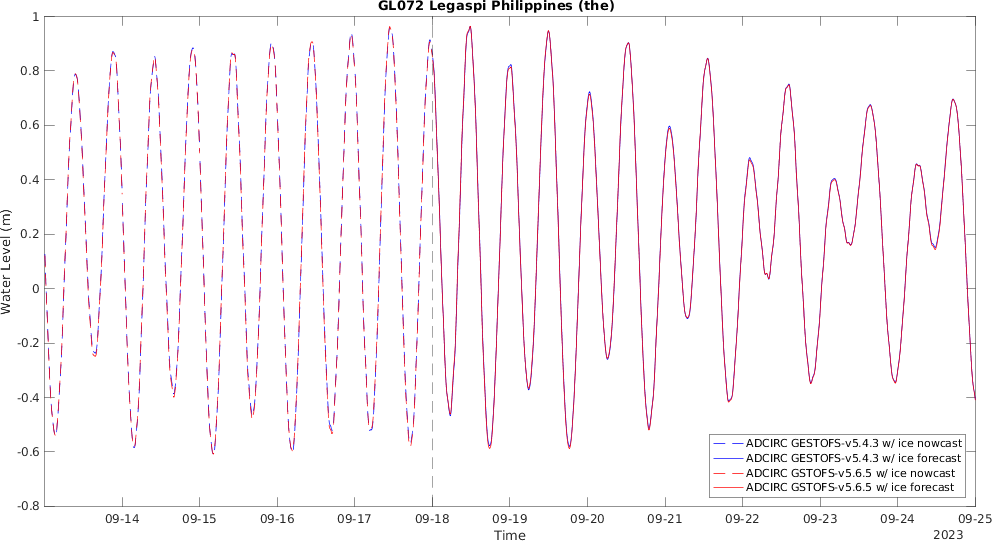 GL072 Legaspi Philippines (the)
1
0.8
0.6
0.4
0.2
0
-0.2
-0.4
-0.6
-0.8
Water Level (m)
09-14 09-15 09-16 09-17 09-18 09-19 09-20 09-21 09-22 09-23 09-24 09-25
Time
2023
ADCIRC GESTOFS-v5.4.3 w/ ice nowcast
ADCIRC GESTOFS-v5.4.3 w/ ice forecast
ADCIRC GSTOFS-v5.6.5 w/ ice nowcast
ADCIRC GSTOFS-v5.6.5 w/ ice forecast